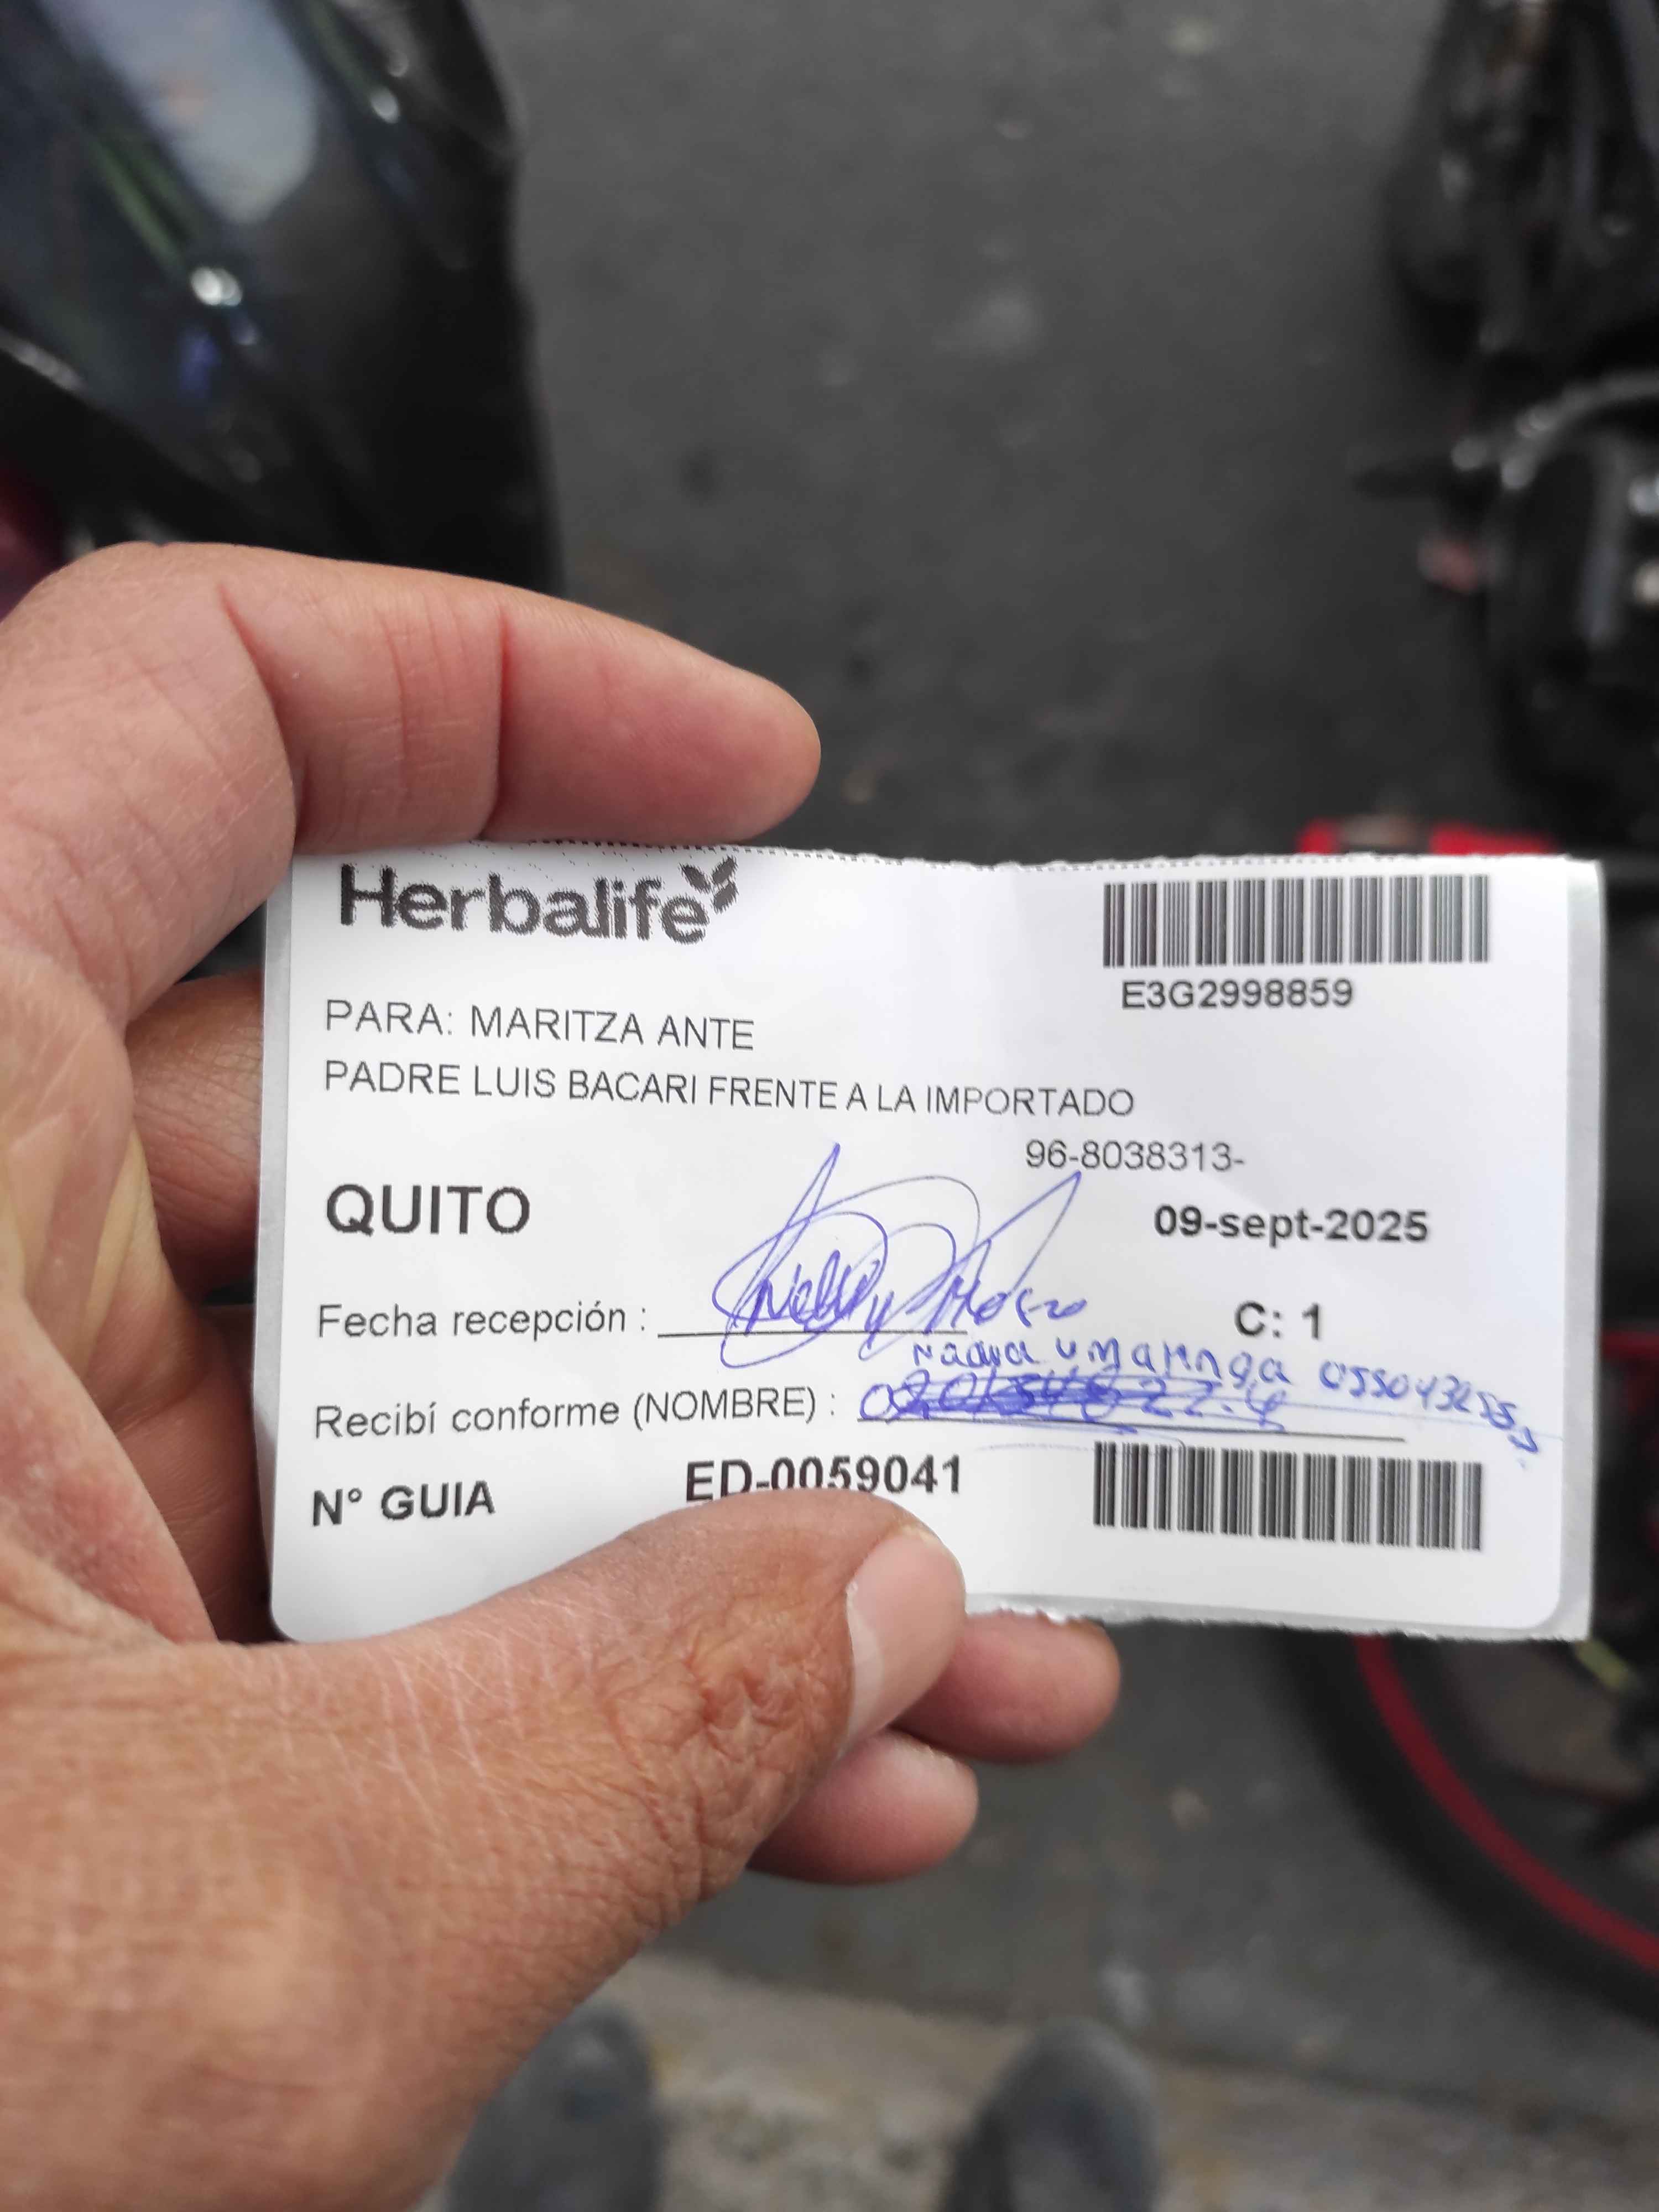 Herbalife
E3G2998859
PARA: MARITZA ANTE
PADRE LUIS BACARI FRENTE A LA IMPORTADO
96-8038313-
QUITO
09-sept-2025
Fecha recepción :
C: 1
Recibí conforme (NOMBRE) :
N° GUIA ED-0059041